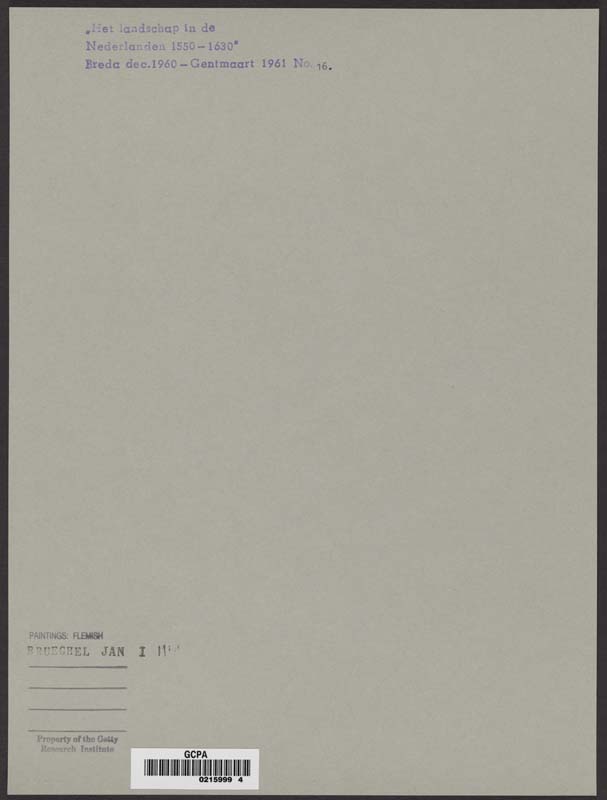 „Het landschap in de
Nederlanden 1550–1630"
Breda dec.1960–Gentmaart 1961 No. 16.
PAINTINGS: FLEMISH
BRUEGHEL JAN I
Property of the Getty
Research Institute
GCPA
0215999 4